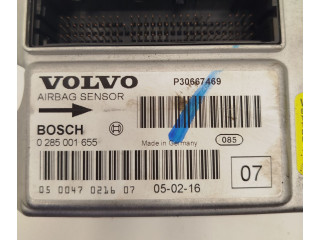 VOLVO
P30667469
AIRBAG SENSOR
BOSCH
Made in Germany
085
0 285 001 655
07
05 0047 0216 07
05-02-16